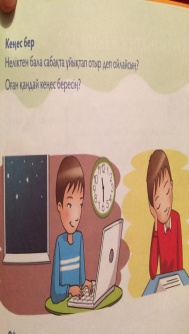 Кеңес бер
Неліктен бала сабақта ұйықтап отыр деп ойлайсың?
Оған қандай кеңес бересің?